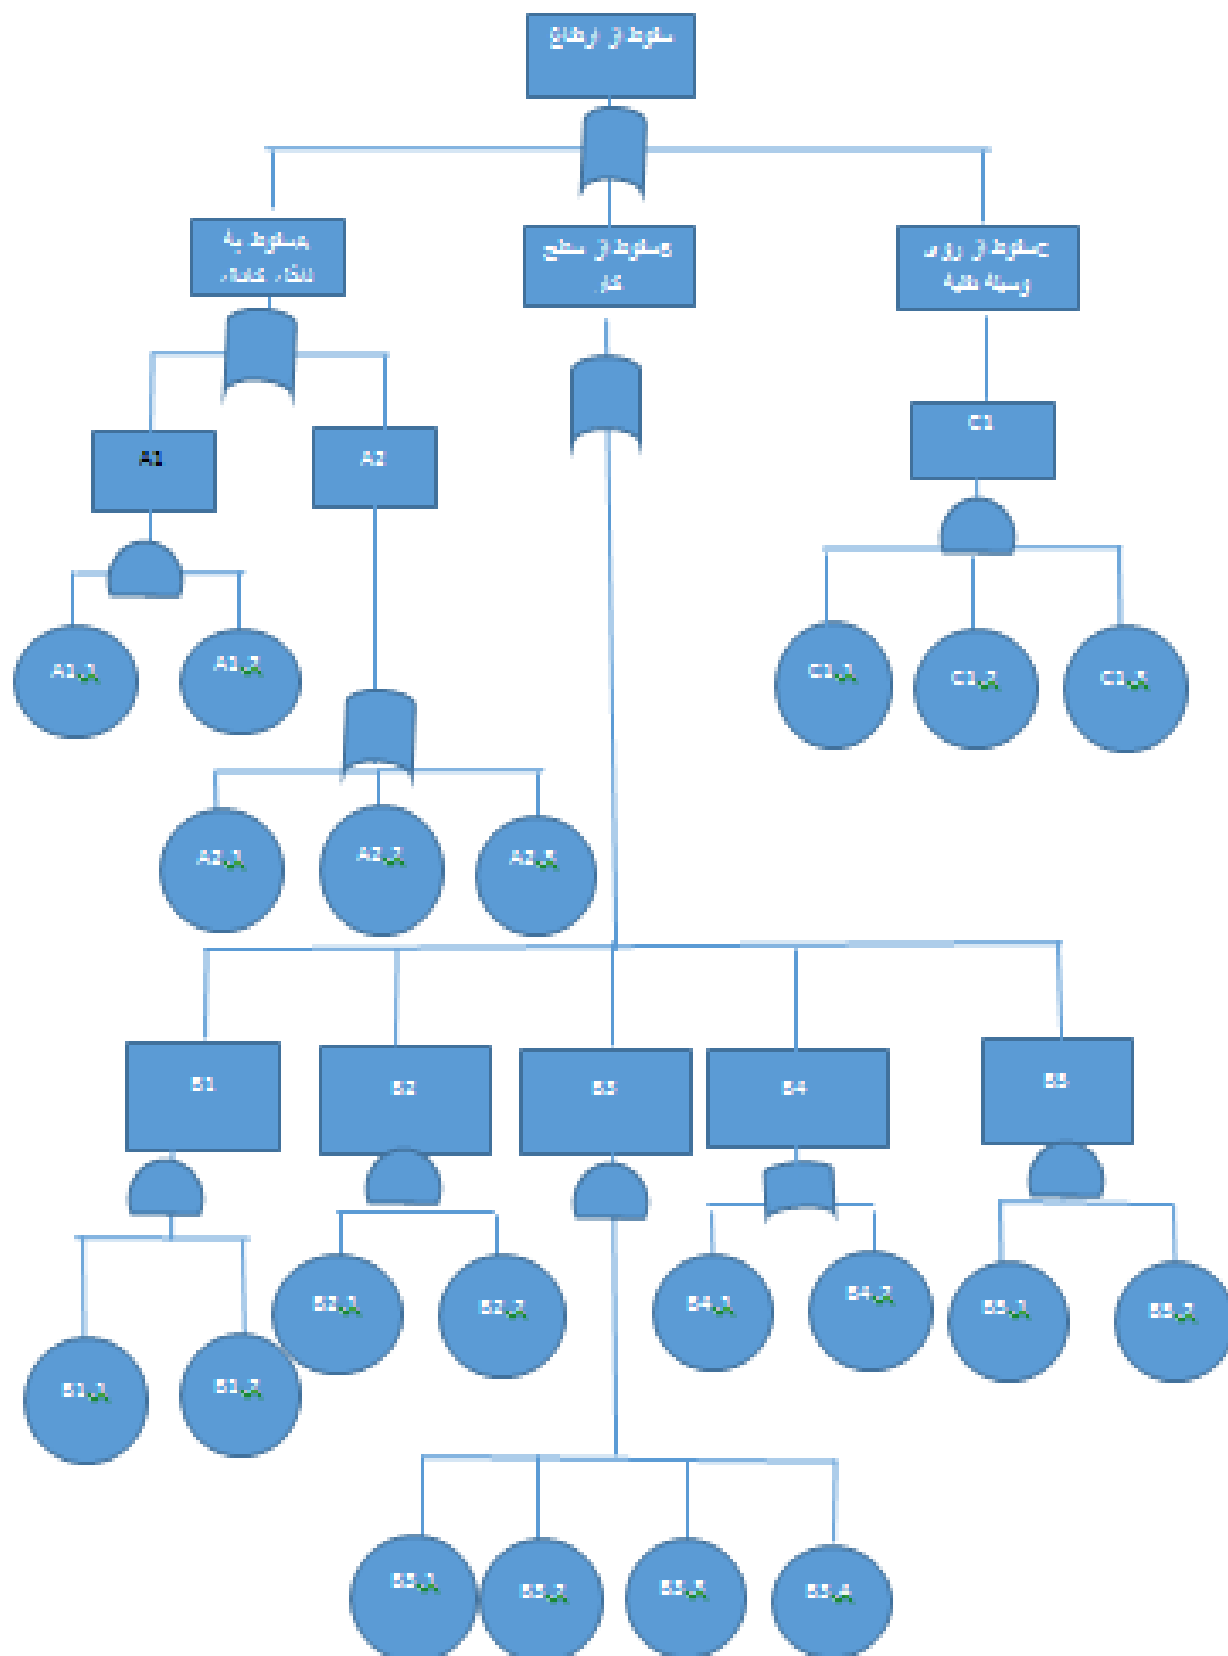 سقوط از ارتفاع
Aسقوط به
داخل کانال
Bسقوط از سطح
کار
Cسقوط از روی
وسیله نقلیه
A1
A2
C1
A1.1
A1.2
C1.1
C1.2
C1.3
A2.1
A2.2
A2.3
B1
B2
B3
B4
B5
B2.1
B2.2
B4.1
B4.2
B5.1
B5.2
B1.1
B1.2
B3.1
B3.2
B3.3
B3.4